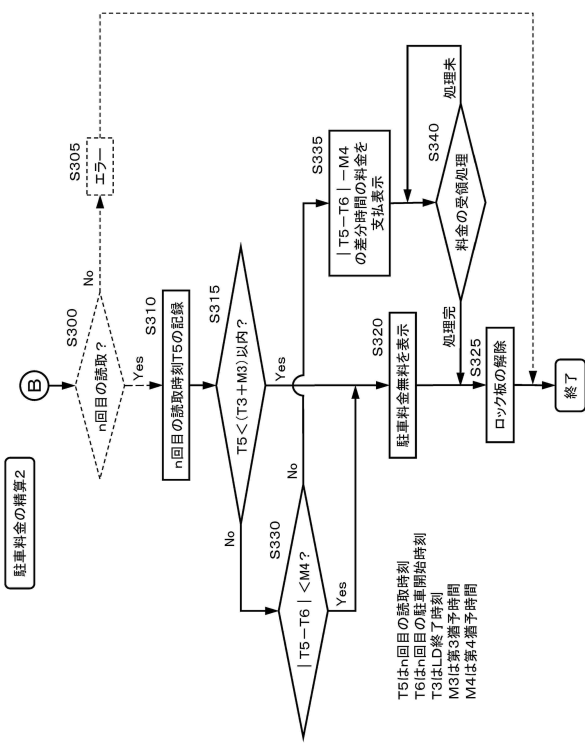 駐車料金の精算2
B
S300
n回目の読取?
No
S305
エラー
Yes
S310
n回目の読取時刻T5の記録
S315
T5<(T3+M3)以内?
No
Yes
S330
|T5-T6|<M4?
No
Yes
S335
|T5-T6|-M4
の差分時間の料金を
支払表示
S320
駐車料金無料を表示
S340
料金の受領処理
処理未
処理完
S325
ロック板の解除
終了
T5はn回目の読取時刻
T6はn回目の駐車開始時刻
T3はLD終了時刻
M3は第3猶予時間
M4は第4猶予時間